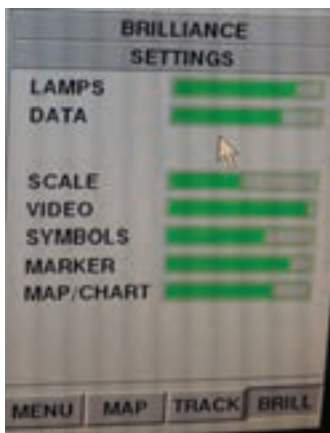 BRILLIANCE
SETTINGS
LAMPS
DATA
SCALE
VIDEO
SYMBOLS
MARKER
MAP/CHART
MENU MAP TRACK BRILL